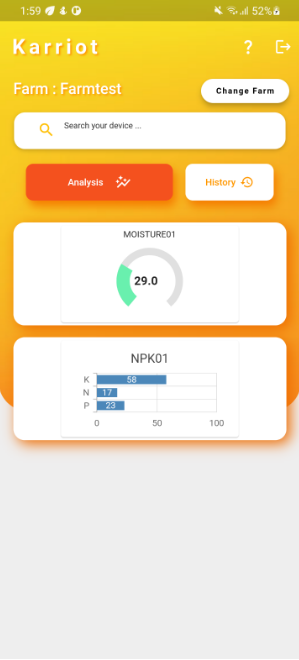 1:59 52%
Karriot ?
Farm : Farmtest Change Farm
Search your device ...
Analysis History
MOISTURE01
29.0
NPK01
K 58
N 17
P 23
0 50 100